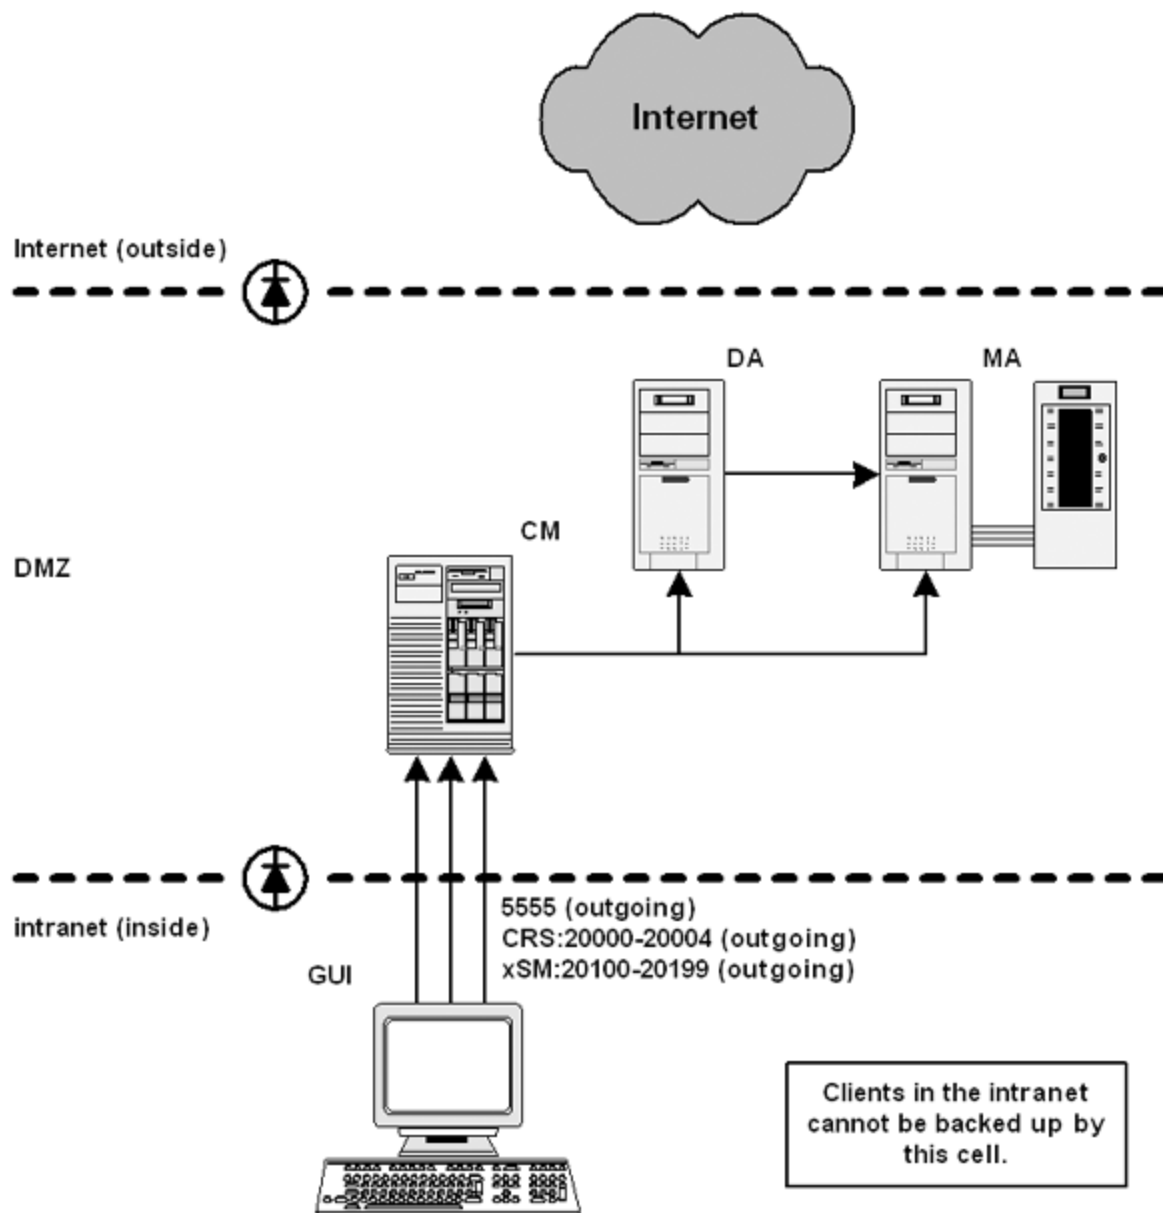 Internet
Internet (outside)
DA
MA
CM
DMZ
5555 (outgoing)
intranet (inside)
CRS:20000-20004 (outgoing)
xSM:20100-20199 (outgoing)
GUI
Clients in the intranet
cannot be backed up by
this cell.